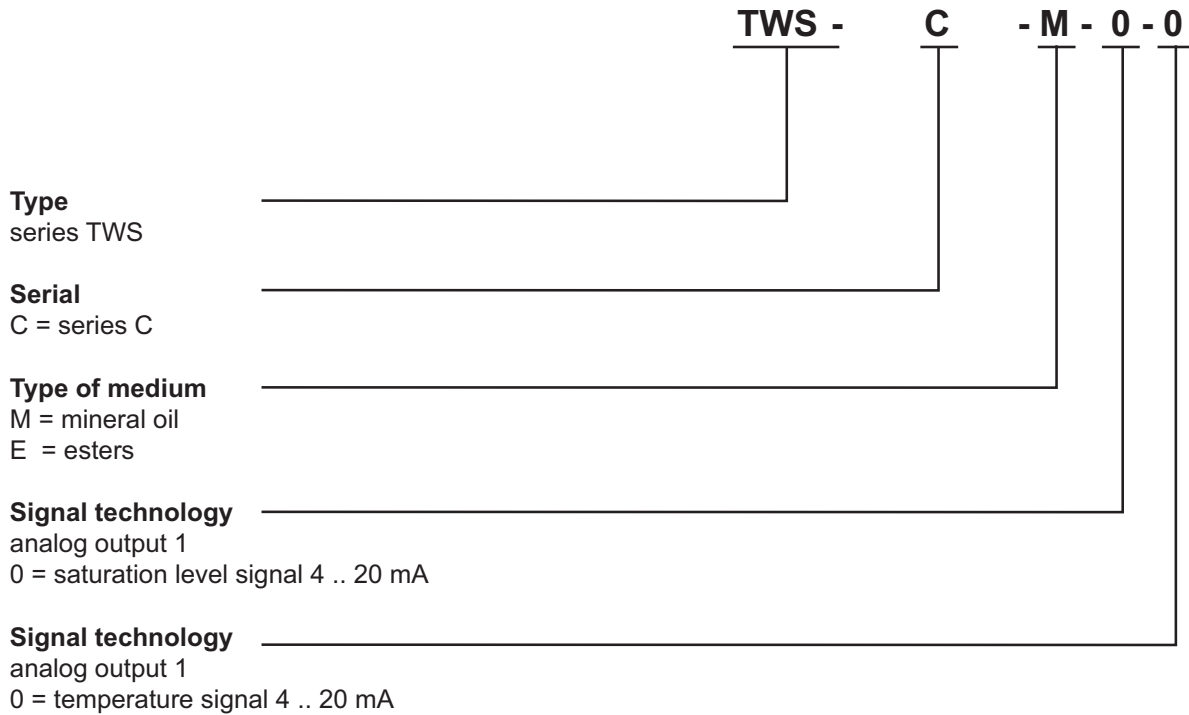 TWS - C - M - 0 - 0
Type
series TWS
Serial
C = series C
Type of medium
M = mineral oil
E = esters
Signal technology
analog output 1
0 = saturation level signal 4 .. 20 mA
Signal technology
analog output 1
0 = temperature signal 4 .. 20 mA